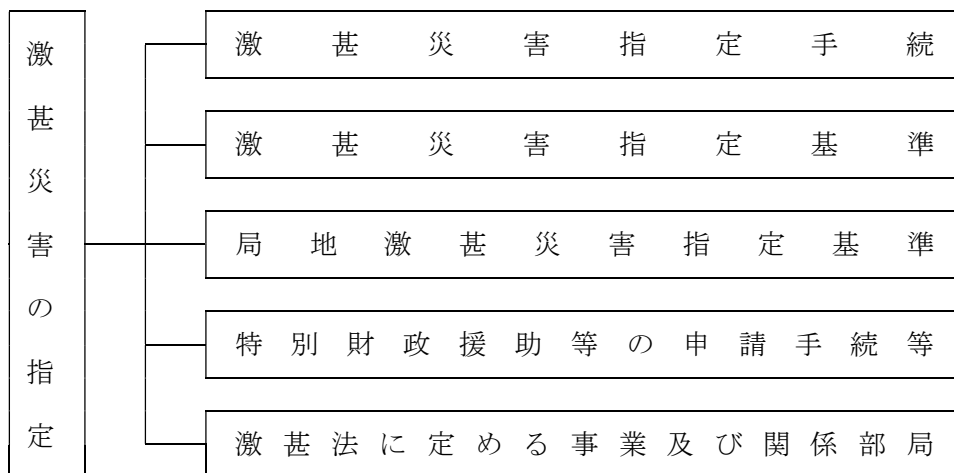 激甚災害の指定
激甚災害指定手続
激甚災害指定基準
局地激甚災害指定基準
特別財政援助等の申請手続等
激甚法に定める事業及び関係部局